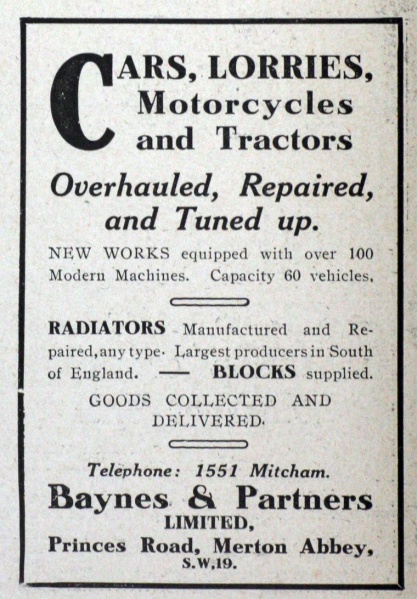 CARS, LORRIES,
Motorcycles
and Tractors
Overhauled, Repaired,
and Tuned up.
NEW WORKS equipped with over 100
Modern Machines. Capacity 60 vehicles.
RADIATORS Manufactured and Re-
paired, any type. Largest producers in South
of England. — BLOCKS supplied.
GOODS COLLECTED AND
DELIVERED.
Telephone: 1551 Mitcham.
Baynes & Partners
LIMITED,
Princes Road, Merton Abbey,
S.W,19.